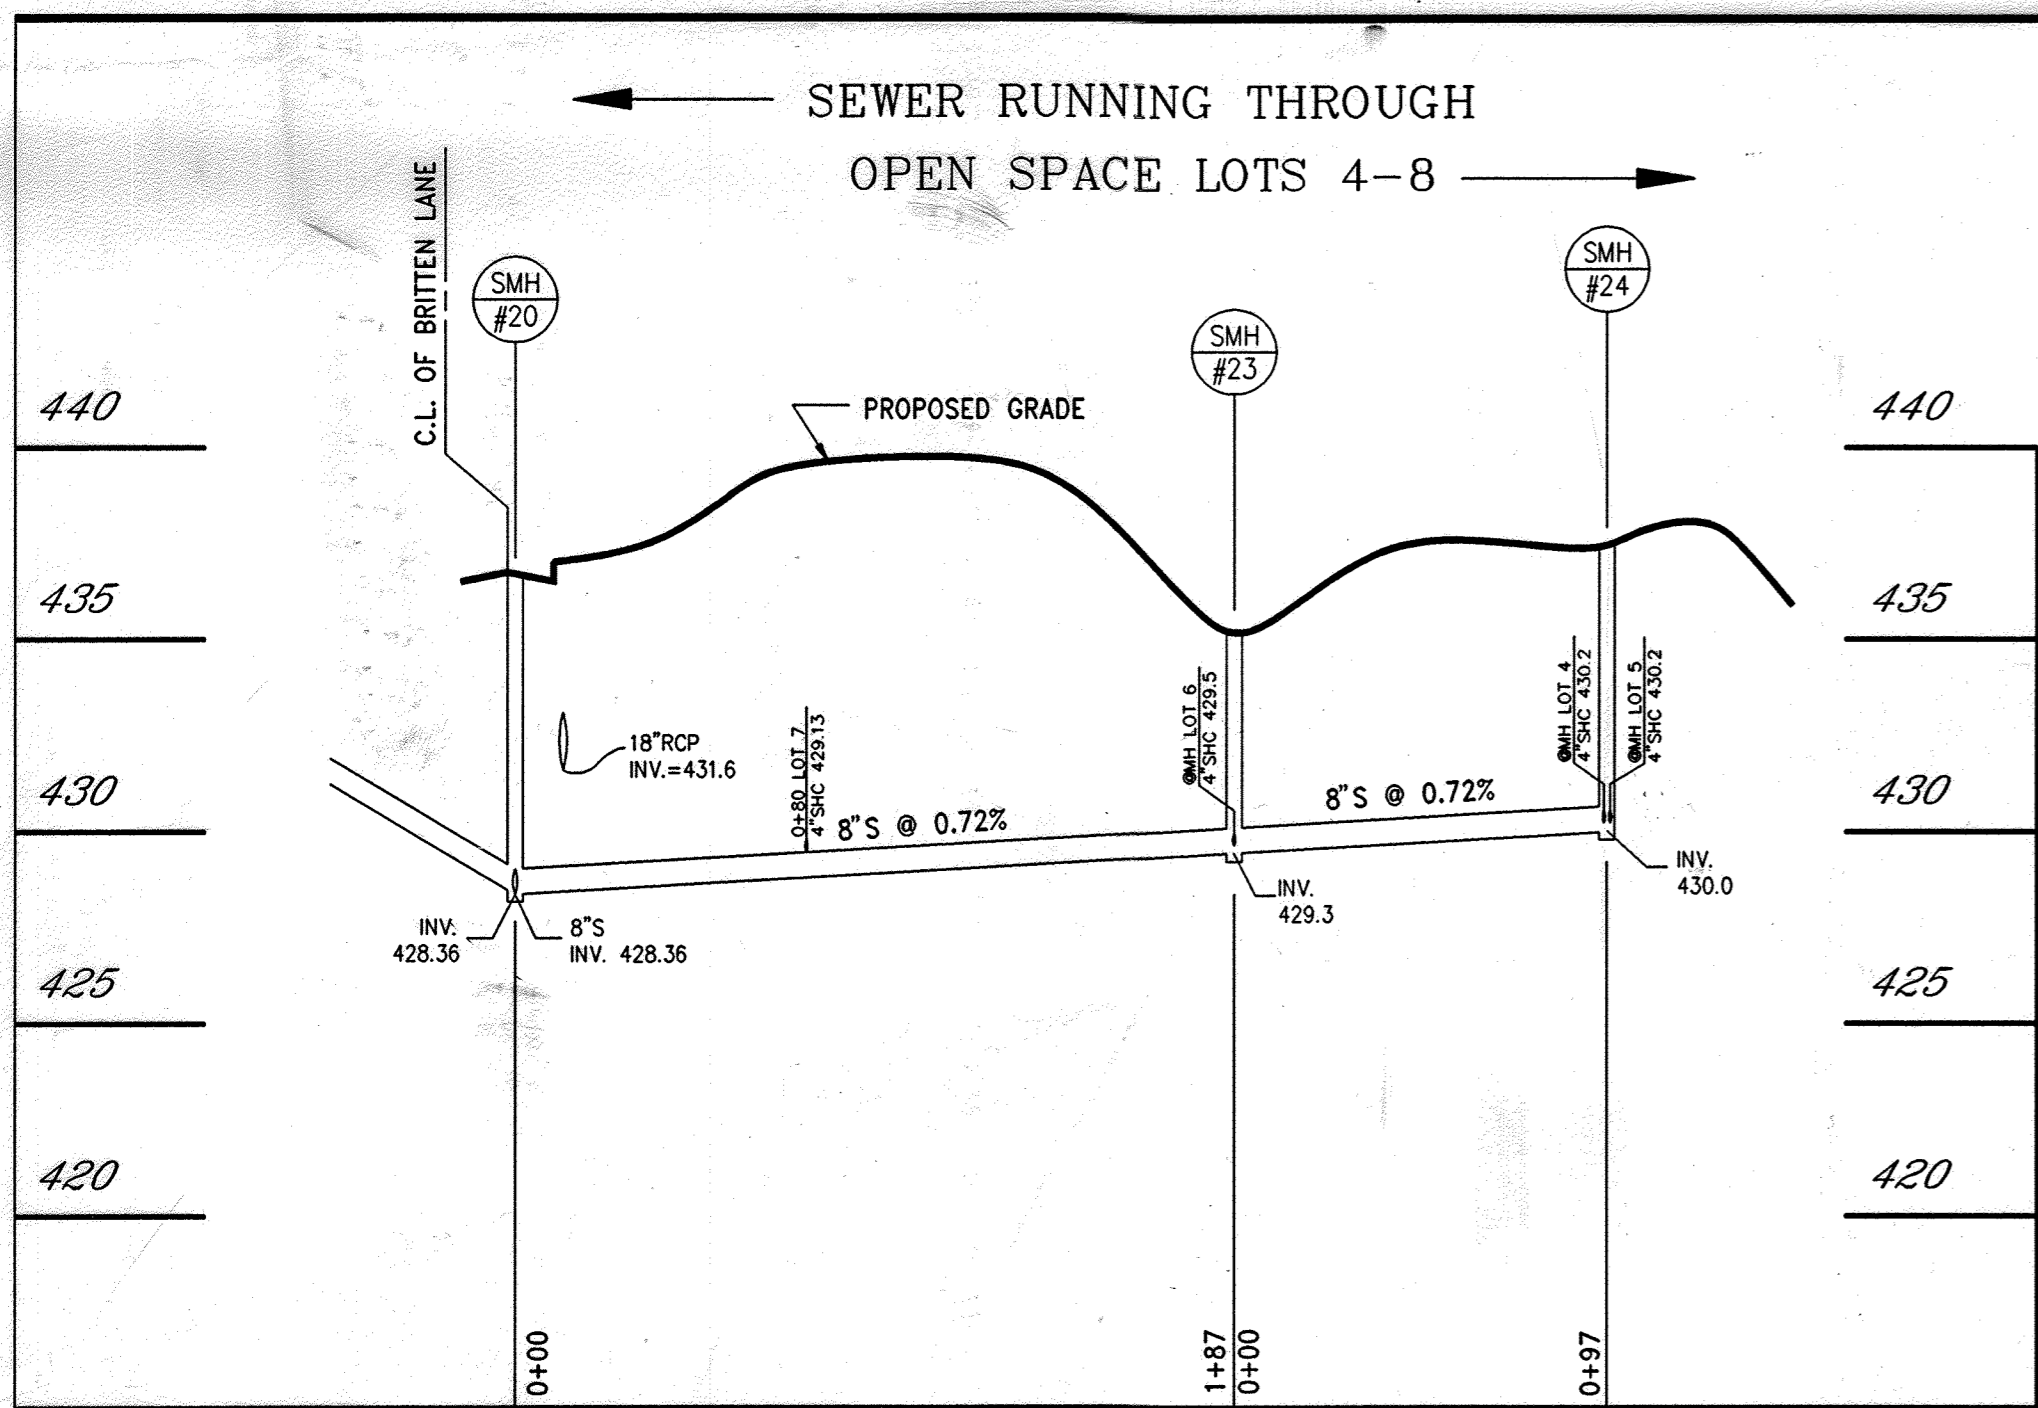 SEWER RUNNING THROUGH
OPEN SPACE LOTS 4-8
C.L. OF BRITTEN LANE
SMH
#20
SMH
#23
SMH
#24
PROPOSED GRADE
440
440
435
435
430
430
425
425
420
420
18"RCP
INV.=431.6
0+80 LOT 7
4"SHC 429.13
8"S @ 0.72%
@MH LOT 6
4"SHC 429.5
8"S @ 0.72%
@MH LOT 4
4"SHC 430.2
@MH LOT 5
4"SHC 430.2
INV.
428.36
8"S
INV. 428.36
INV.
429.3
INV.
430.0
0+00
1+87
0+00
0+97